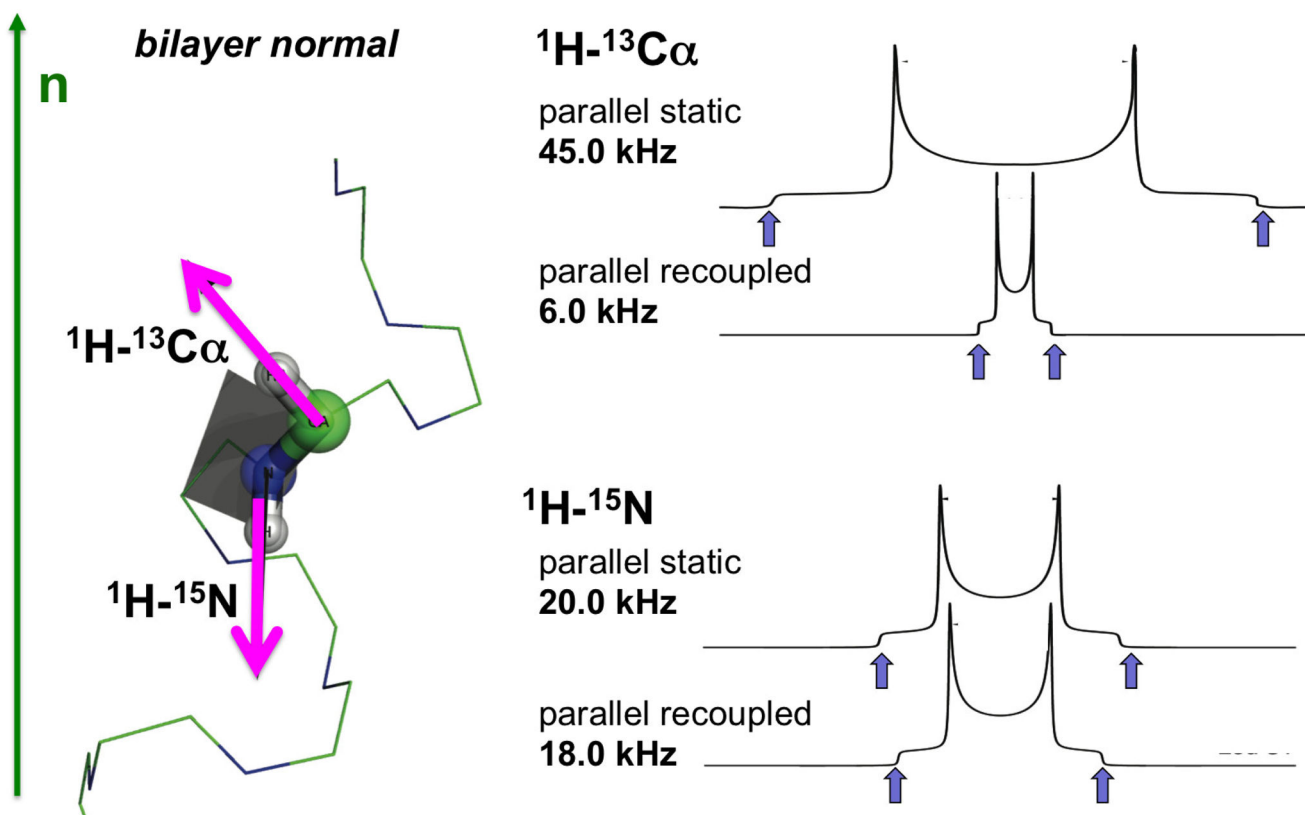 bilayer normal
n
¹H-¹³Cα
parallel static
45.0 kHz
parallel recoupled
6.0 kHz
¹H-¹³Cα
H
CA
N
H
¹H-¹⁵N
¹H-¹⁵N
parallel static
20.0 kHz
parallel recoupled
18.0 kHz